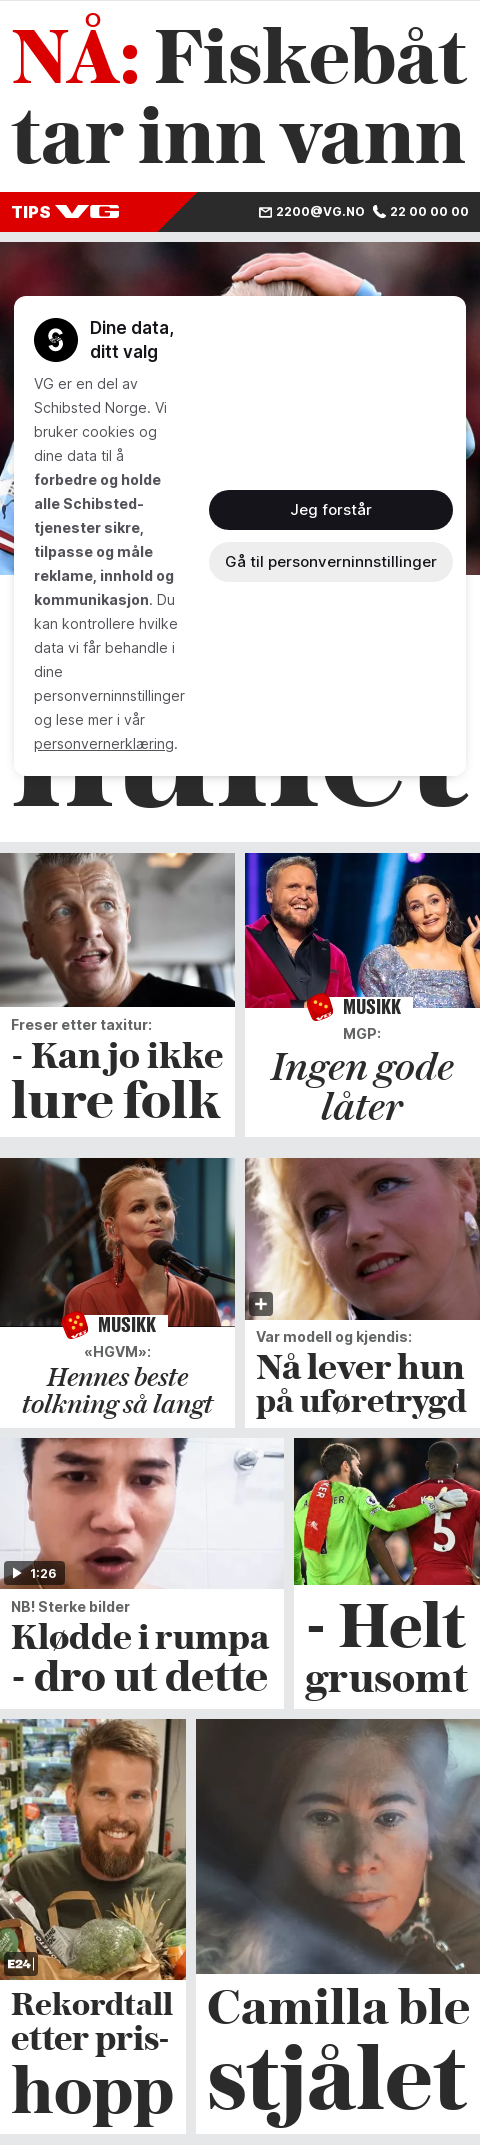 NÅ: Fiskebåt
tar inn vann
TIPS VG
2200@VG.NO 22 00 00 00
Dine data,
ditt valg
VG er en del av
Schibsted Norge. Vi
bruker cookies og
dine data til å
forbedre og holde
alle Schibsted-
tjenester sikre,
tilpasse og måle
reklame, innhold og
kommunikasjon. Du
kan kontrollere hvilke
data vi får behandle i
dine
personverninnstillinger
og lese mer i vår
personvernerklæring.
Jeg forstår
Gå til personverninnstillinger
Freser etter taxitur:
- Kan jo ikke
lure folk
MUSIKK
MGP:
Ingen gode
låter
MUSIKK
«HGVM»:
Hennes beste
tolkning så langt
Var modell og kjendis:
Nå lever hun
på uføretrygd
1:26
NB! Sterke bilder
Klødde i rumpa
- dro ut dette
5
- Helt
grusomt
E24
Rekordtall
etter pris-
hopp
Camilla ble
stjålet